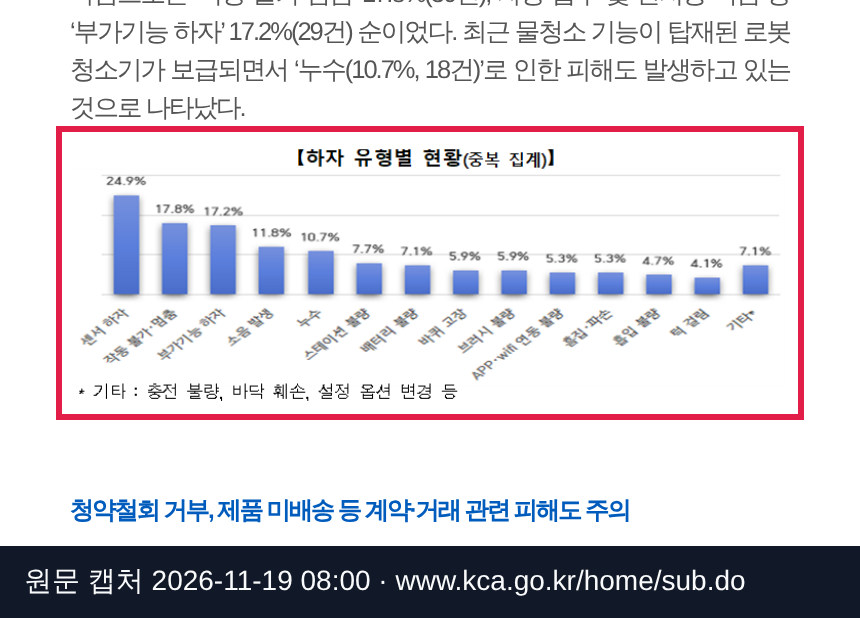 '부가기능 하자' 17.2%(29건) 순이었다. 최근 물청소 기능이 탑재된 로봇
청소기가 보급되면서 '누수(10.7%, 18건)'로 인한 피해도 발생하고 있는
것으로 나타났다.
【하자 유형별 현황(중복 집계)】
24.9%
17.8%
17.2%
11.8%
10.7%
7.7%
7.1%
5.9%
5.9%
5.3%
5.3%
4.7%
4.1%
7.1%
센서 하자
작동 불가·멈춤
부가기능 하자
소음 발생
누수
스테이션 불량
배터리 불량
바퀴 고장
브러시 불량
APP·wifi 연동 불량
흠집·파손
흡입 불량
턱 걸림
기타*
* 기타 : 충전 불량, 바닥 훼손, 설정 옵션 변경 등
청약철회 거부, 제품 미배송 등 계약·거래 관련 피해도 주의
원문 캡처 2026-11-19 08:00 · www.kca.go.kr/home/sub.do